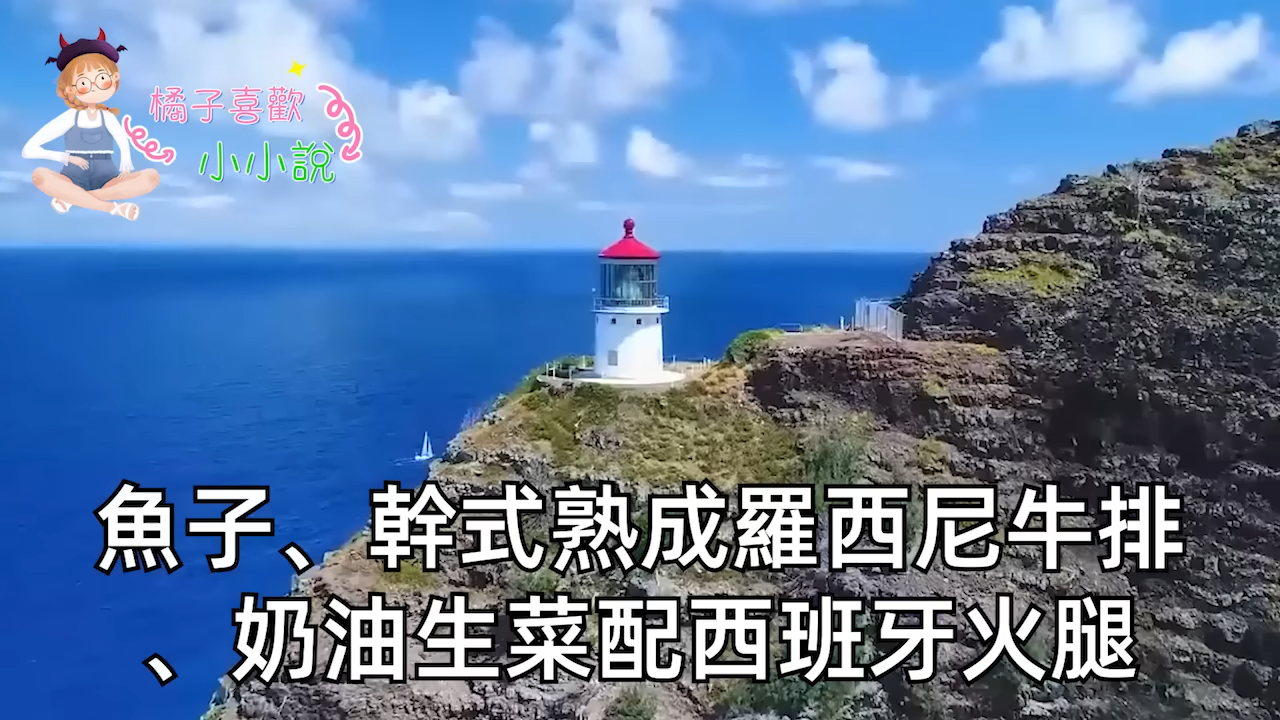 橘子喜歡
小小說
魚子、幹式熟成羅西尼牛排
、奶油生菜配西班牙火腿